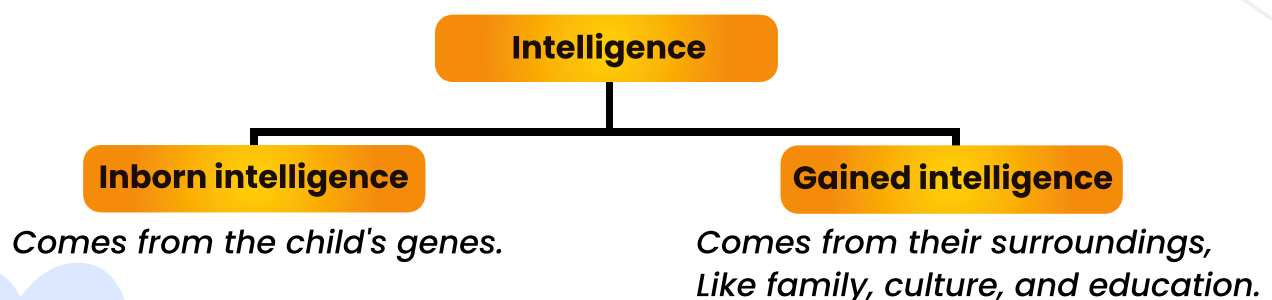 Intelligence
Inborn intelligence
Comes from the child's genes.
Gained intelligence
Comes from their surroundings,
Like family, culture, and education.